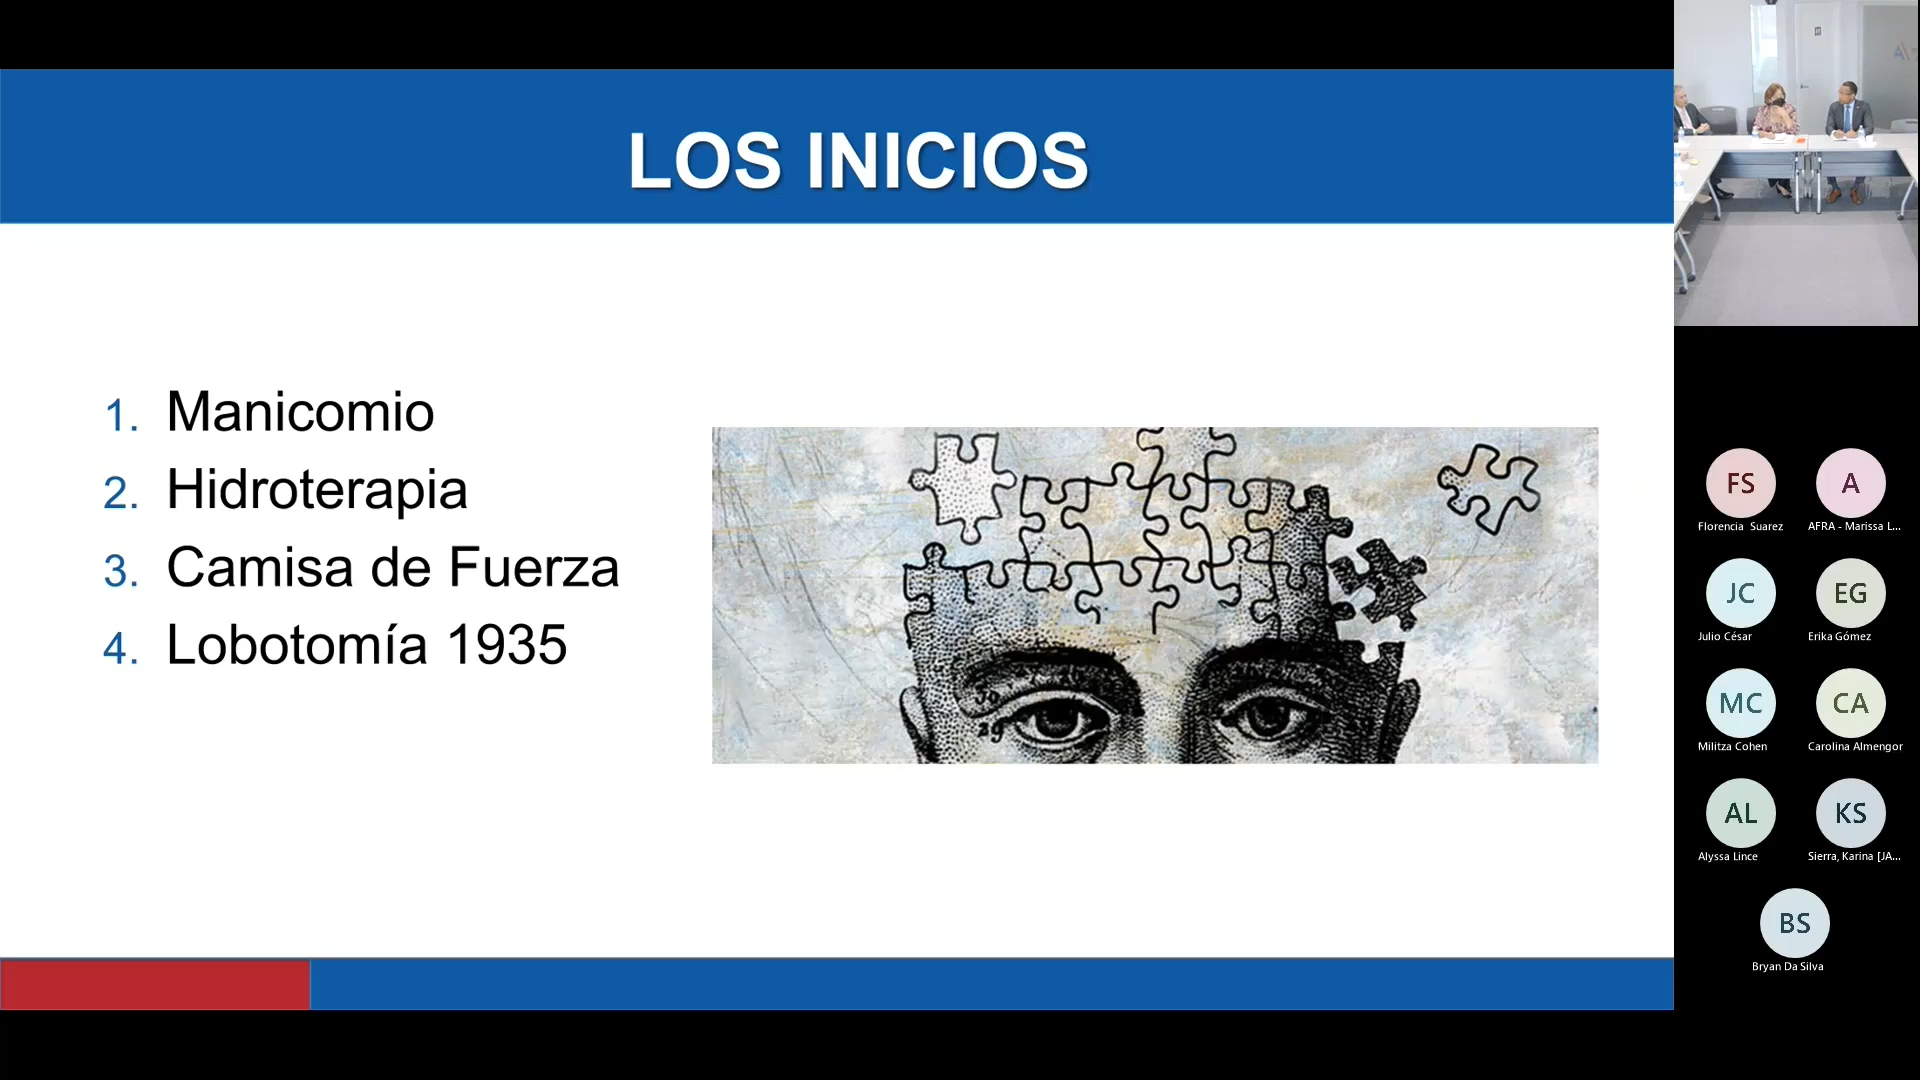 LOS INICIOS
1. Manicomio
2. Hidroterapia
3. Camisa de Fuerza
4. Lobotomía 1935
FS
Florencia Suarez
A
AFRA - Marissa L...
JC
Julio César
EG
Erika Gómez
MC
Militza Cohen
CA
Carolina Almengor
AL
Alyssa Lince
KS
Sierra, Karina [JA...
BS
Bryan Da Silva